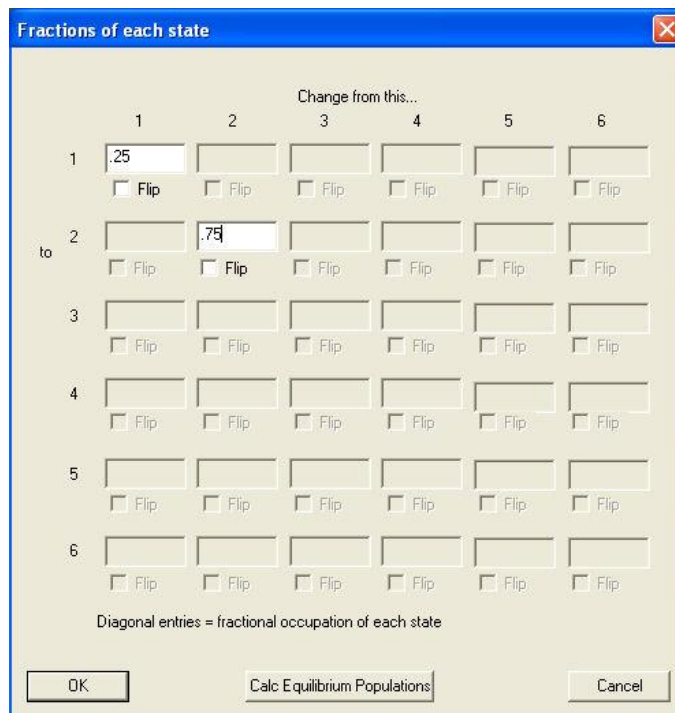 Fractions of each state
Change from this...
1 2 3 4 5 6
1 .25
Flip Flip Flip Flip Flip Flip
to 2 .75
Flip Flip Flip Flip Flip Flip
3
Flip Flip Flip Flip Flip Flip
4
Flip Flip Flip Flip Flip Flip
5
Flip Flip Flip Flip Flip Flip
6
Flip Flip Flip Flip Flip Flip
Diagonal entries = fractional occupation of each state
OK Calc Equilibrium Populations Cancel